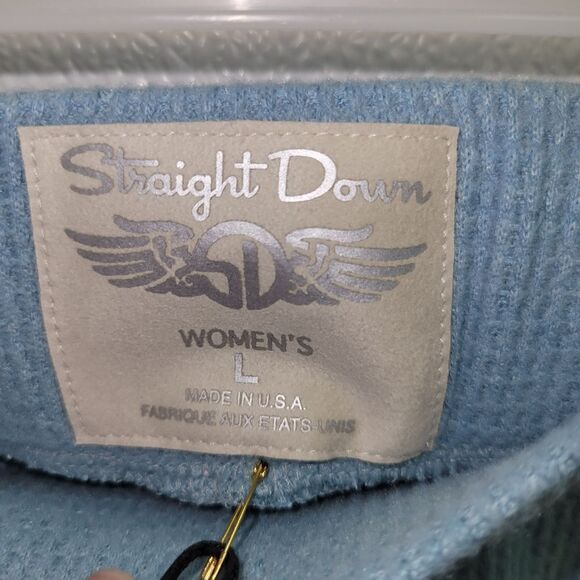 Straight Down
SD
WOMEN'S
L
MADE IN U.S.A.
FABRIQUE AUX ETATS-UNIS